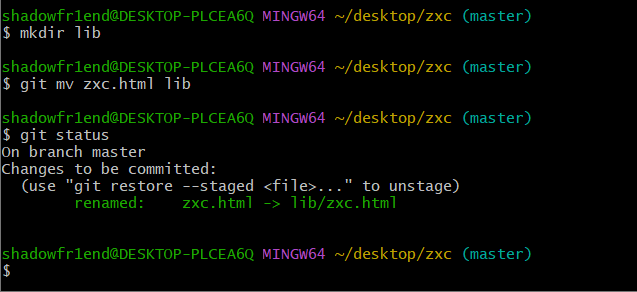 shadowfr1end@DESKTOP-PLCEA6Q MINGW64 ~/desktop/zxc (master)
$ mkdir lib
shadowfr1end@DESKTOP-PLCEA6Q MINGW64 ~/desktop/zxc (master)
$ git mv zxc.html lib
shadowfr1end@DESKTOP-PLCEA6Q MINGW64 ~/desktop/zxc (master)
$ git status
On branch master
Changes to be committed:
  (use "git restore --staged <file>..." to unstage)
        renamed:    zxc.html -> lib/zxc.html
shadowfr1end@DESKTOP-PLCEA6Q MINGW64 ~/desktop/zxc (master)
$